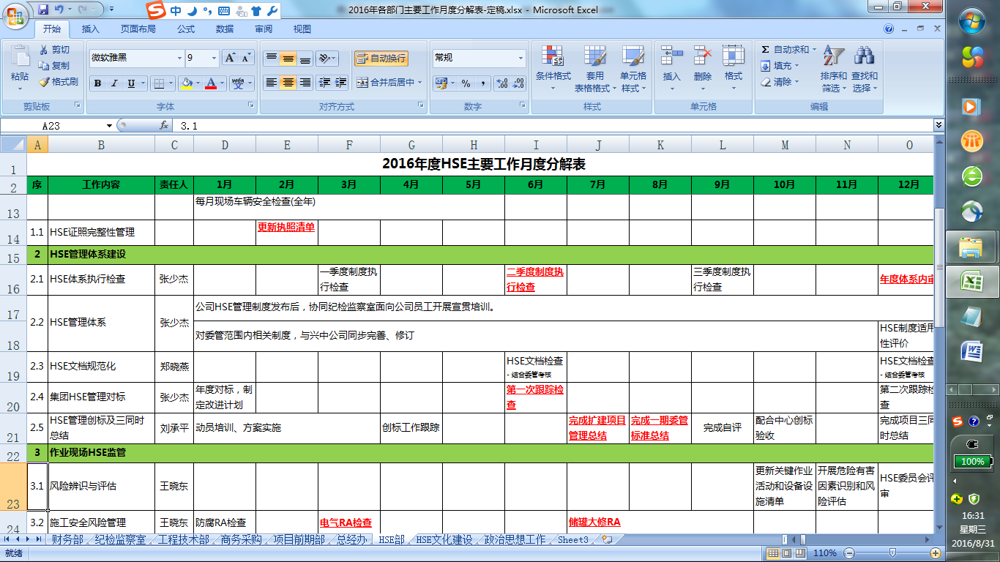 2016年各部门主要工作月度分解表-定稿.xlsx - Microsoft Excel
中
开始 插入 页面布局 公式 数据 审阅 视图
粘贴 剪切 复制 格式刷
微软雅黑 9
B I U wén 文
自动换行
合并后居中
常规
% ,
条件格式 套用表格格式 单元格样式
插入 删除 格式
Σ 自动求和 填充 清除
排序和筛选 查找和选择
剪贴板 字体 对齐方式 数字 样式 单元格 编辑
A23 fx 3.1
A B C D E F G H I J K L M N O
1 2016年度HSE主要工作月度分解表
2 序 工作内容 责任人 1月 2月 3月 4月 5月 6月 7月 8月 9月 10月 11月 12月
13 每月现场车辆安全检查(全年)
14 1.1 HSE证照完整性管理 更新执照清单
15 2 HSE管理体系建设
16 2.1 HSE体系执行检查 张少杰 一季度制度执行检查 二季度制度执行检查 三季度制度执行检查 年度体系内审
17 2.2 HSE管理体系 张少杰 公司HSE管理制度发布后，协同纪检监察室面向公司员工开展宣贯培训。
18 对委管范围内相关制度，与兴中公司同步完善、修订 HSE制度适用性评价
19 2.3 HSE文档规范化 郑晓燕 HSE文档检查 - 结合委管考核 HSE文档检查 - 结合委管考核
20 2.4 集团HSE管理对标 张少杰 年度对标，制定改进计划 第一次跟踪检查 第二次跟踪检查
21 2.5 HSE管理创标及三同时总结 刘承平 动员培训、方案实施 创标工作跟踪 完成扩建项目管理总结 完成一期委管标准总结 完成自评 配合中心创标验收 完成项目三同时总结
22 3 作业现场HSE监管
23 3.1 风险辨识与评估 王晓东 更新关键作业活动和设备设施清单 开展危险有害因素识别和风险评估 HSE委员会评审
24 3.2 施工安全风险管理 王晓东 防腐RA检查 电气RA检查 储罐大修RA
财务部 纪检监察室 工程技术部 商务采购 项目前期部 总经办 HSE部 HSE文化建设 政治思想工作 Sheet3
就绪 110%
100%
16:31
星期三
2016/8/31